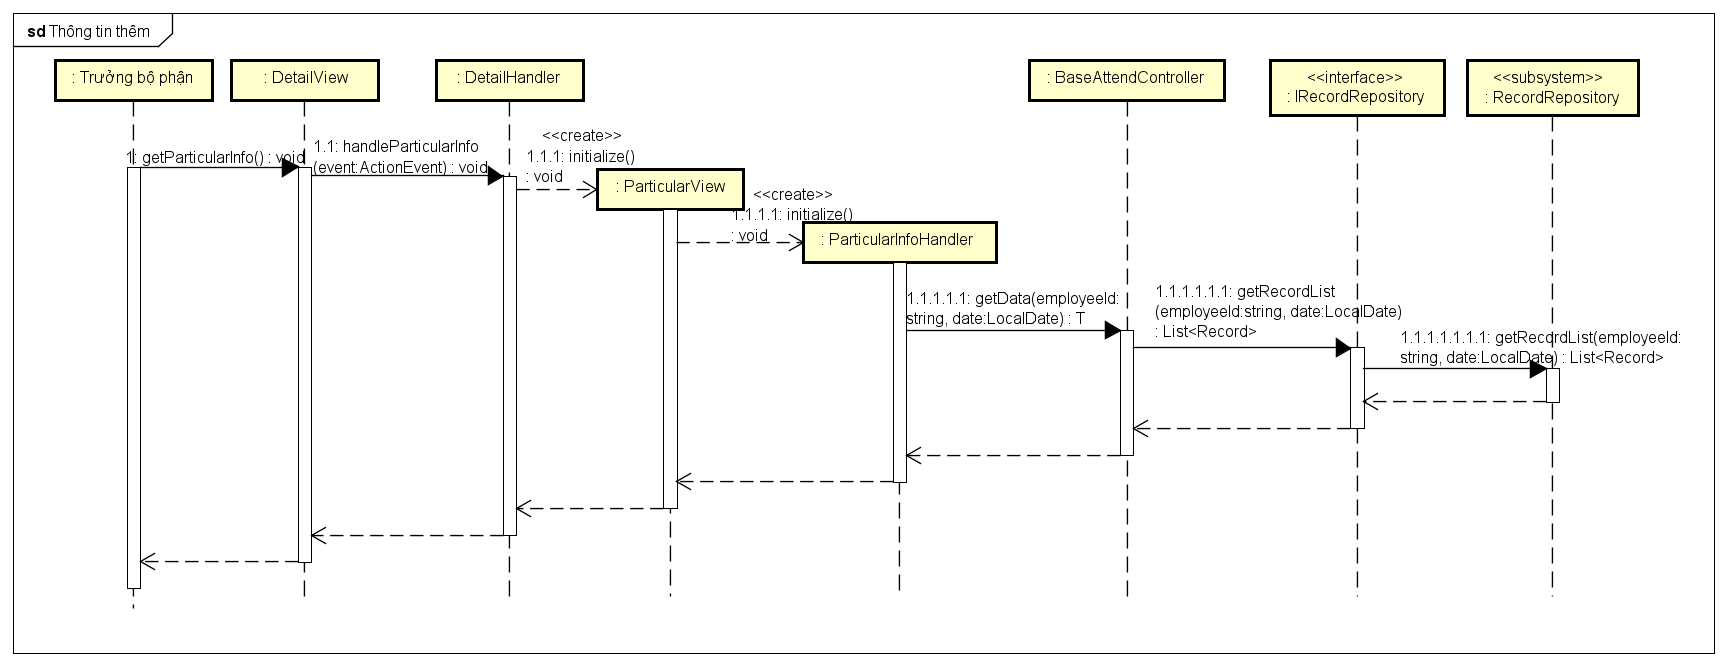 sd Thông tin thêm
: Trưởng bộ phận
: DetailView
: DetailHandler
: BaseAttendController
<<interface>>
: IRecordRepository
<<subsystem>>
: RecordRepository
1: getParticularInfo() : void
1.1: handleParticularInfo
(event:ActionEvent) : void
<<create>>
1.1.1: initialize()
: void
: ParticularView
<<create>>
1.1.1.1: initialize()
: void
: ParticularInfoHandler
1.1.1.1.1: getData(employeeId:
string, date:LocalDate) : T
1.1.1.1.1.1: getRecordList
(employeeId:string, date:LocalDate)
: List<Record>
1.1.1.1.1.1.1: getRecordList(employeeId:
string, date:LocalDate) : List<Record>